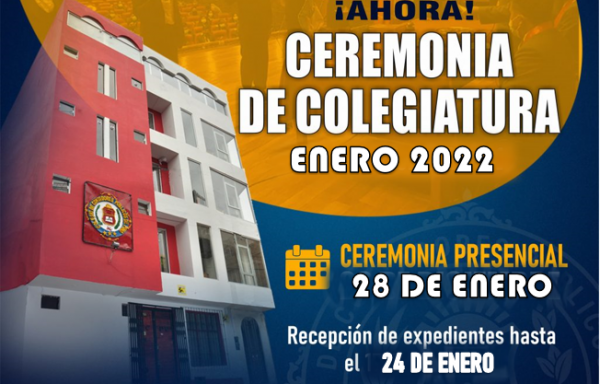 ¡AHORA!
CEREMONIA
DE COLEGIATURA
ENERO 2022
CEREMONIA PRESENCIAL
28 DE ENERO
Recepción de expedientes hasta
el 24 DE ENERO